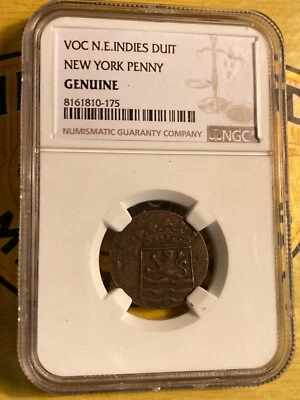 VOC N.E.INDIES DUIT
NEW YORK PENNY
GENUINE
8161810-175
NUMISMATIC GUARANTY COMPANY NGC